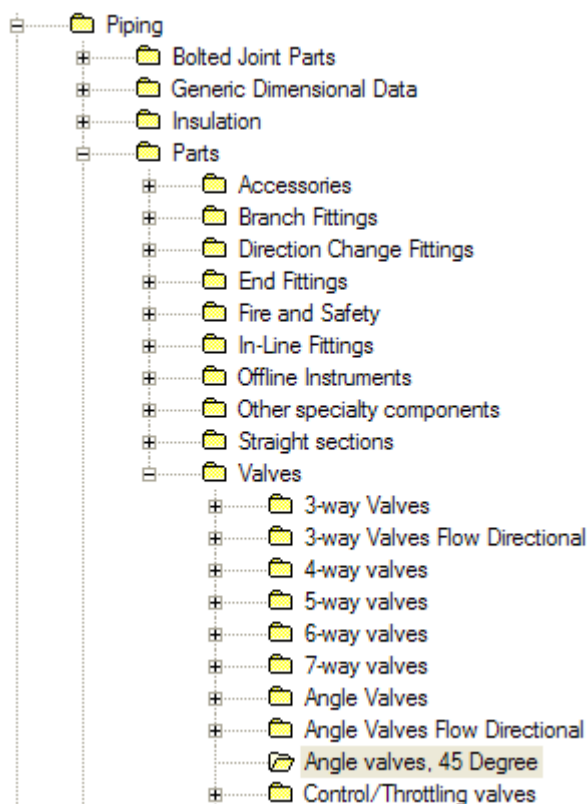 Piping
Bolted Joint Parts
Generic Dimensional Data
Insulation
Parts
Accessories
Branch Fittings
Direction Change Fittings
End Fittings
Fire and Safety
In-Line Fittings
Offline Instruments
Other specialty components
Straight sections
Valves
3-way Valves
3-way Valves Flow Directional
4-way valves
5-way valves
6-way valves
7-way valves
Angle Valves
Angle Valves Flow Directional
Angle valves, 45 Degree
Control/Throttling valves